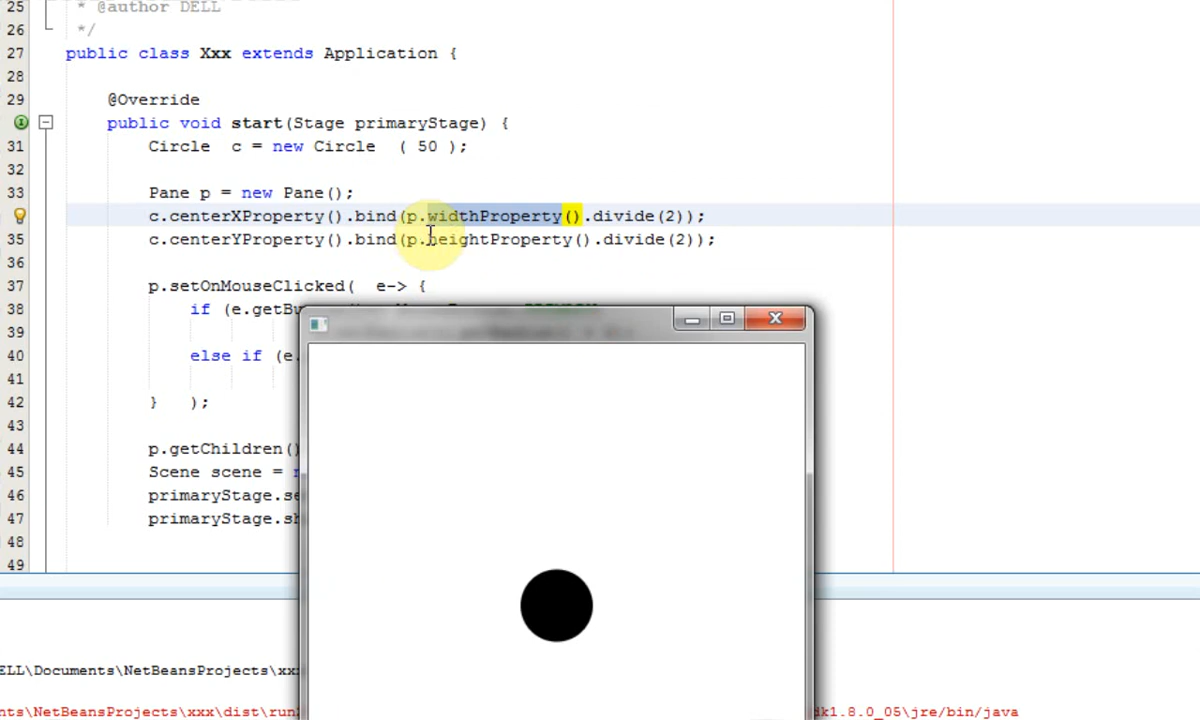 25 * @author DELL
26 */
27 public class Xxx extends Application {
28
29 @Override
public void start(Stage primaryStage) {
31 Circle c = new Circle ( 50 );
32
33 Pane p = new Pane();
c.centerXProperty().bind(p.widthProperty().divide(2));
35 c.centerYProperty().bind(p.heightProperty().divide(2));
36
37 p.setOnMouseClicked( e-> {
38 if (e.getBu
39
40 else if (e.
41
42 } );
43
44 p.getChildren()
45 Scene scene =
46 primaryStage.se
47 primaryStage.sh
48
49
ELL\Documents\NetBeansProjects\xx
nts\NetBeansProjects\xxx\dist\run dk1.8.0_05\jre/bin/java